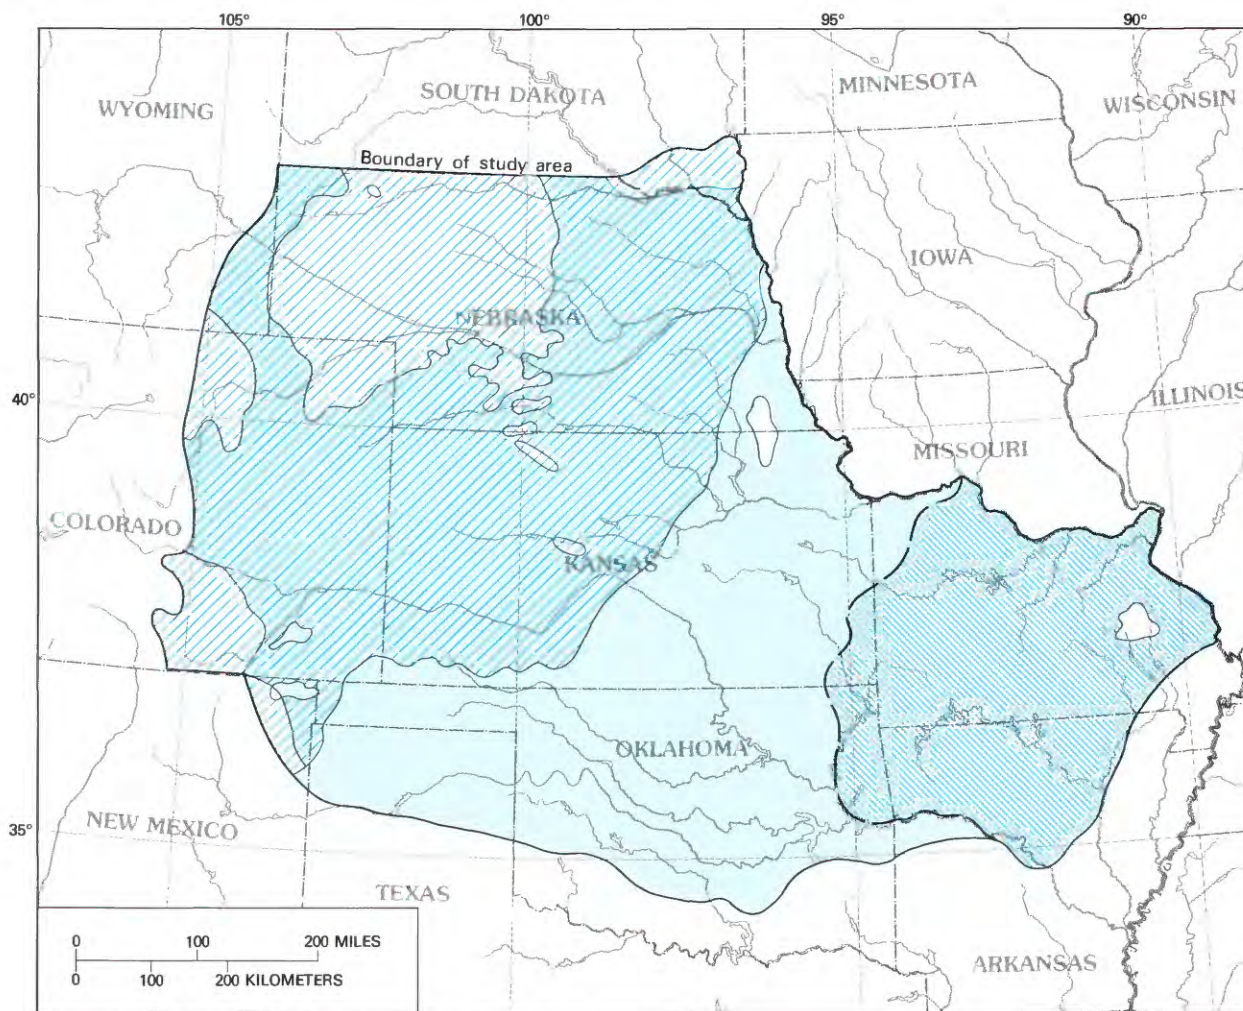 105°
100°
95°
90°
WYOMING
SOUTH DAKOTA
MINNESOTA
WISCONSIN
Boundary of study area
IOWA
NEBRASKA
40°
ILLINOIS
MISSOURI
COLORADO
KANSAS
OKLAHOMA
35°
NEW MEXICO
TEXAS
ARKANSAS
0 100 200 MILES
0 100 200 KILOMETERS